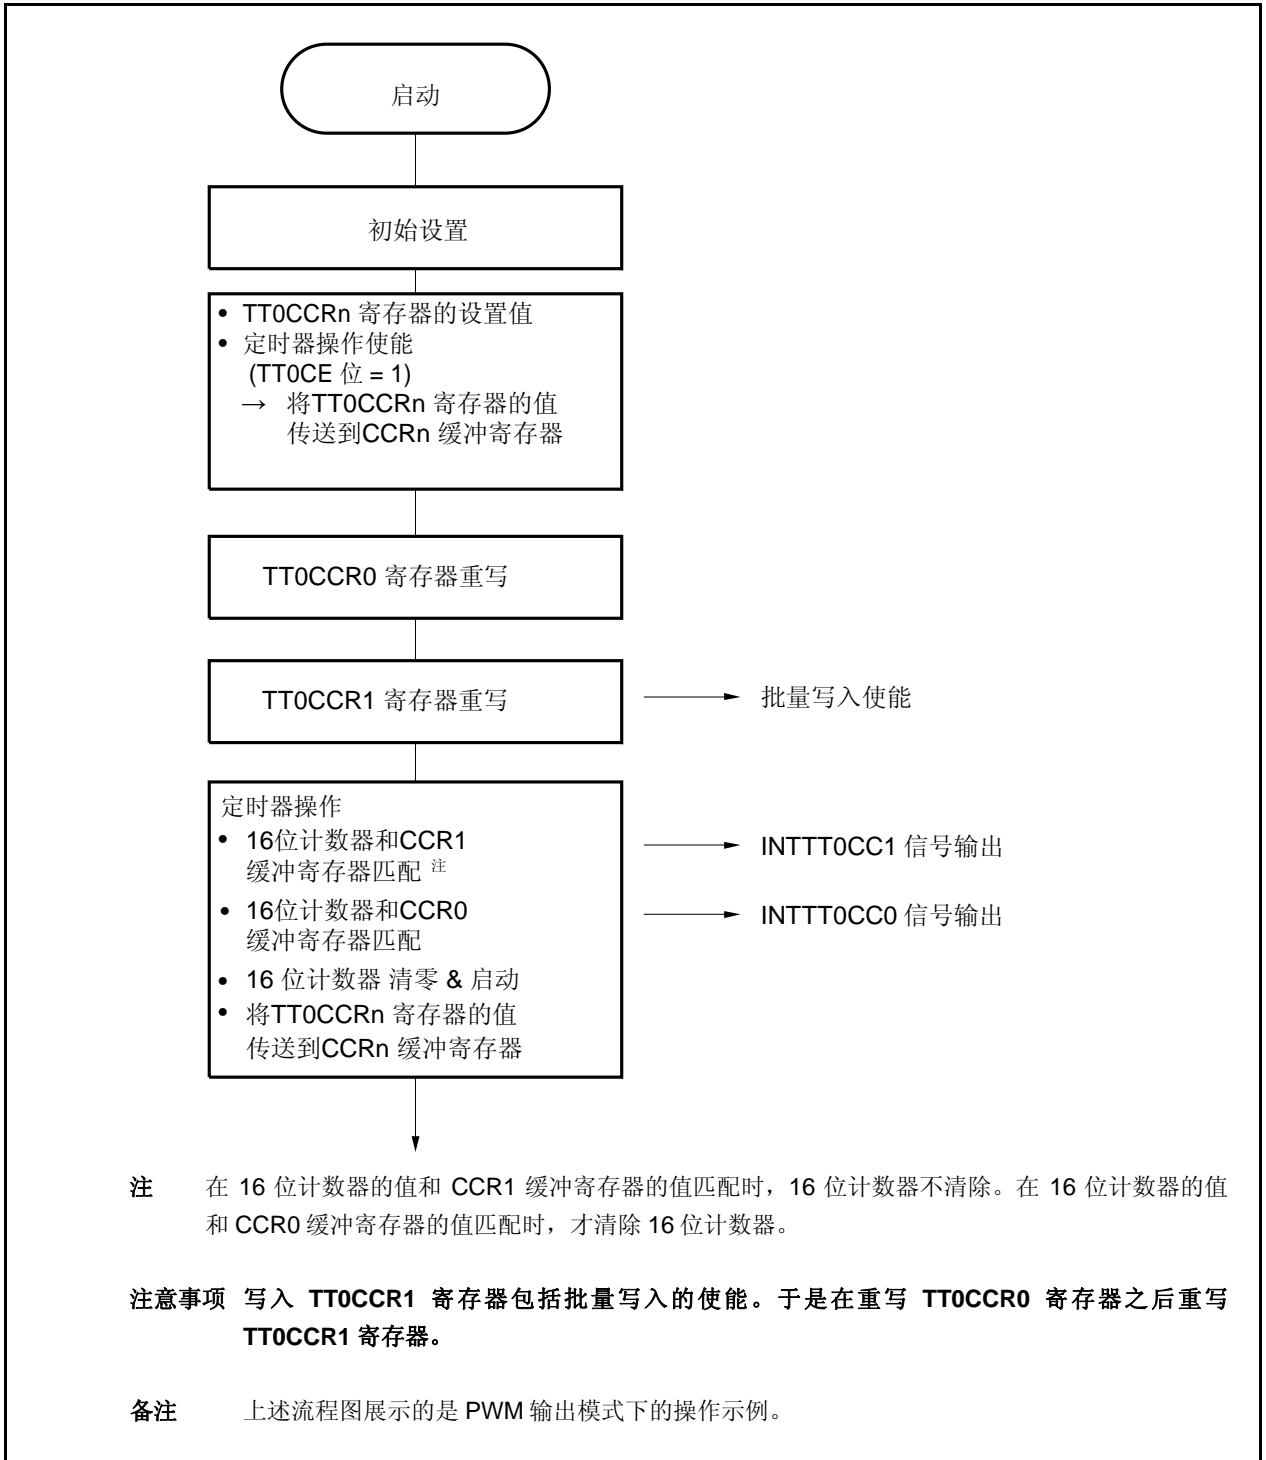 启动
初始设置
• TT0CCRn 寄存器的设置值
• 定时器操作使能
(TT0CE 位 = 1)
→ 将TT0CCRn 寄存器的值
传送到CCRn 缓冲寄存器
TT0CCR0 寄存器重写
TT0CCR1 寄存器重写
批量写入使能
定时器操作
• 16位计数器和CCR1
缓冲寄存器匹配 注
INTTT0CC1 信号输出
• 16位计数器和CCR0
缓冲寄存器匹配
INTTT0CC0 信号输出
• 16 位计数器 清零 & 启动
• 将TT0CCRn 寄存器的值
传送到CCRn 缓冲寄存器
注 在 16 位计数器的值和 CCR1 缓冲寄存器的值匹配时，16 位计数器不清除。在 16 位计数器的值
和 CCR0 缓冲寄存器的值匹配时，才清除 16 位计数器。
注意事项 写入 TT0CCR1 寄存器包括批量写入的使能。于是在重写 TT0CCR0 寄存器之后重写
TT0CCR1 寄存器。
备注 上述流程图展示的是 PWM 输出模式下的操作示例。